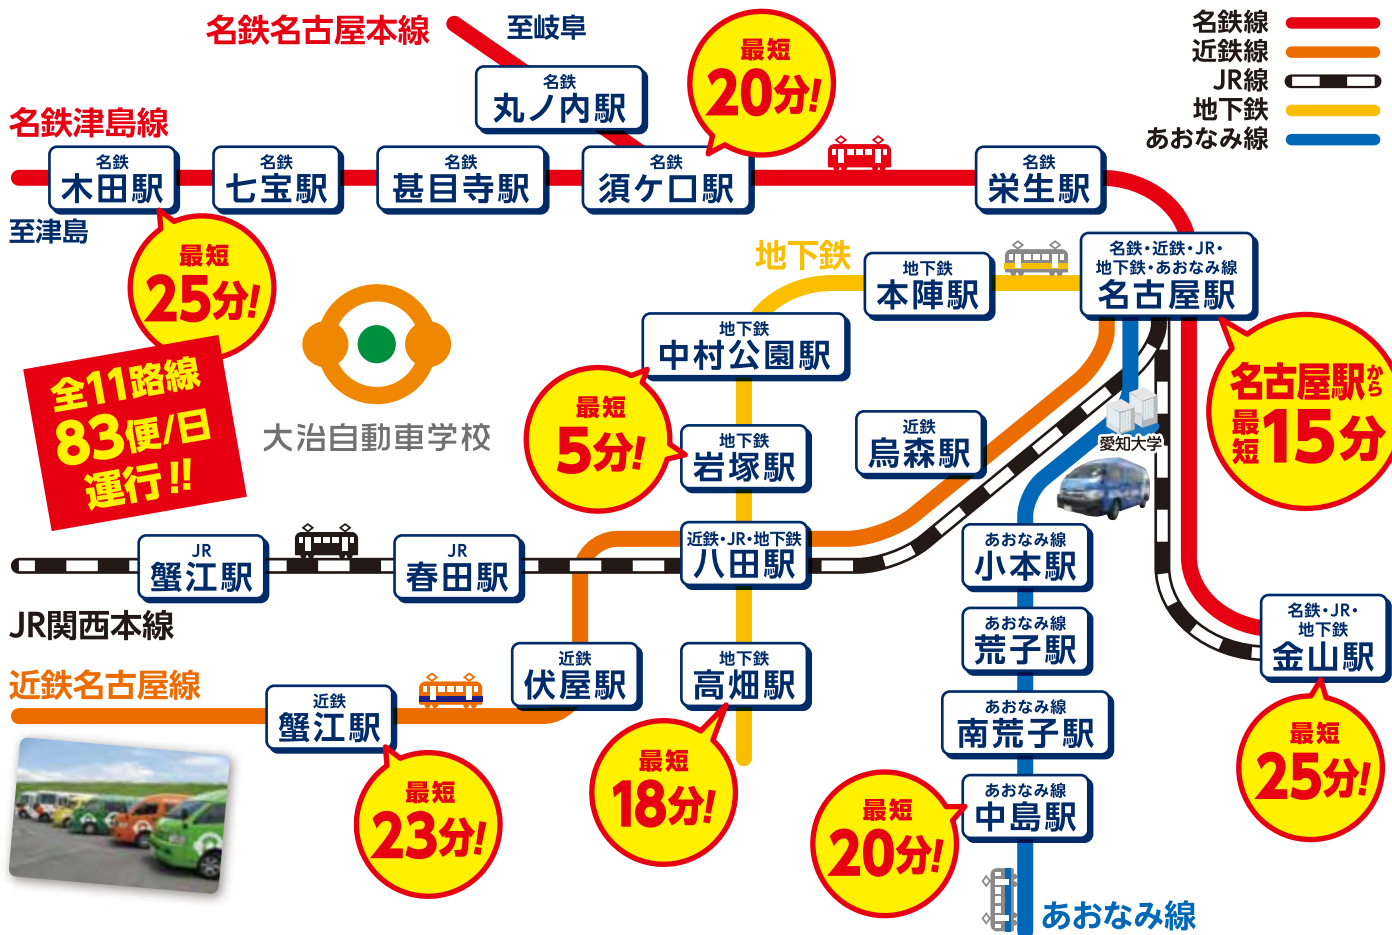 名鉄名古屋本線
至岐阜
名鉄
丸ノ内駅
最短
20分!
名鉄線
近鉄線
JR線
地下鉄
あおなみ線
名鉄津島線
名鉄
木田駅
名鉄
七宝駅
名鉄
甚目寺駅
名鉄
須ケ口駅
名鉄
栄生駅
至津島
最短
25分!
地下鉄
地下鉄
本陣駅
名鉄・近鉄・JR・
地下鉄・あおなみ線
名古屋駅
地下鉄
中村公園駅
名古屋駅から
最短15分
全11路線
83便/日
運行!!
大治自動車学校
最短
5分!
地下鉄
岩塚駅
近鉄
烏森駅
愛知大学
JR
蟹江駅
JR
春田駅
近鉄・JR・地下鉄
八田駅
あおなみ線
小本駅
JR関西本線
あおなみ線
荒子駅
名鉄・JR・
地下鉄
金山駅
近鉄名古屋線
近鉄
蟹江駅
近鉄
伏屋駅
地下鉄
高畑駅
あおなみ線
南荒子駅
最短
25分!
最短
23分!
最短
18分!
最短
20分!
あおなみ線
中島駅
あおなみ線